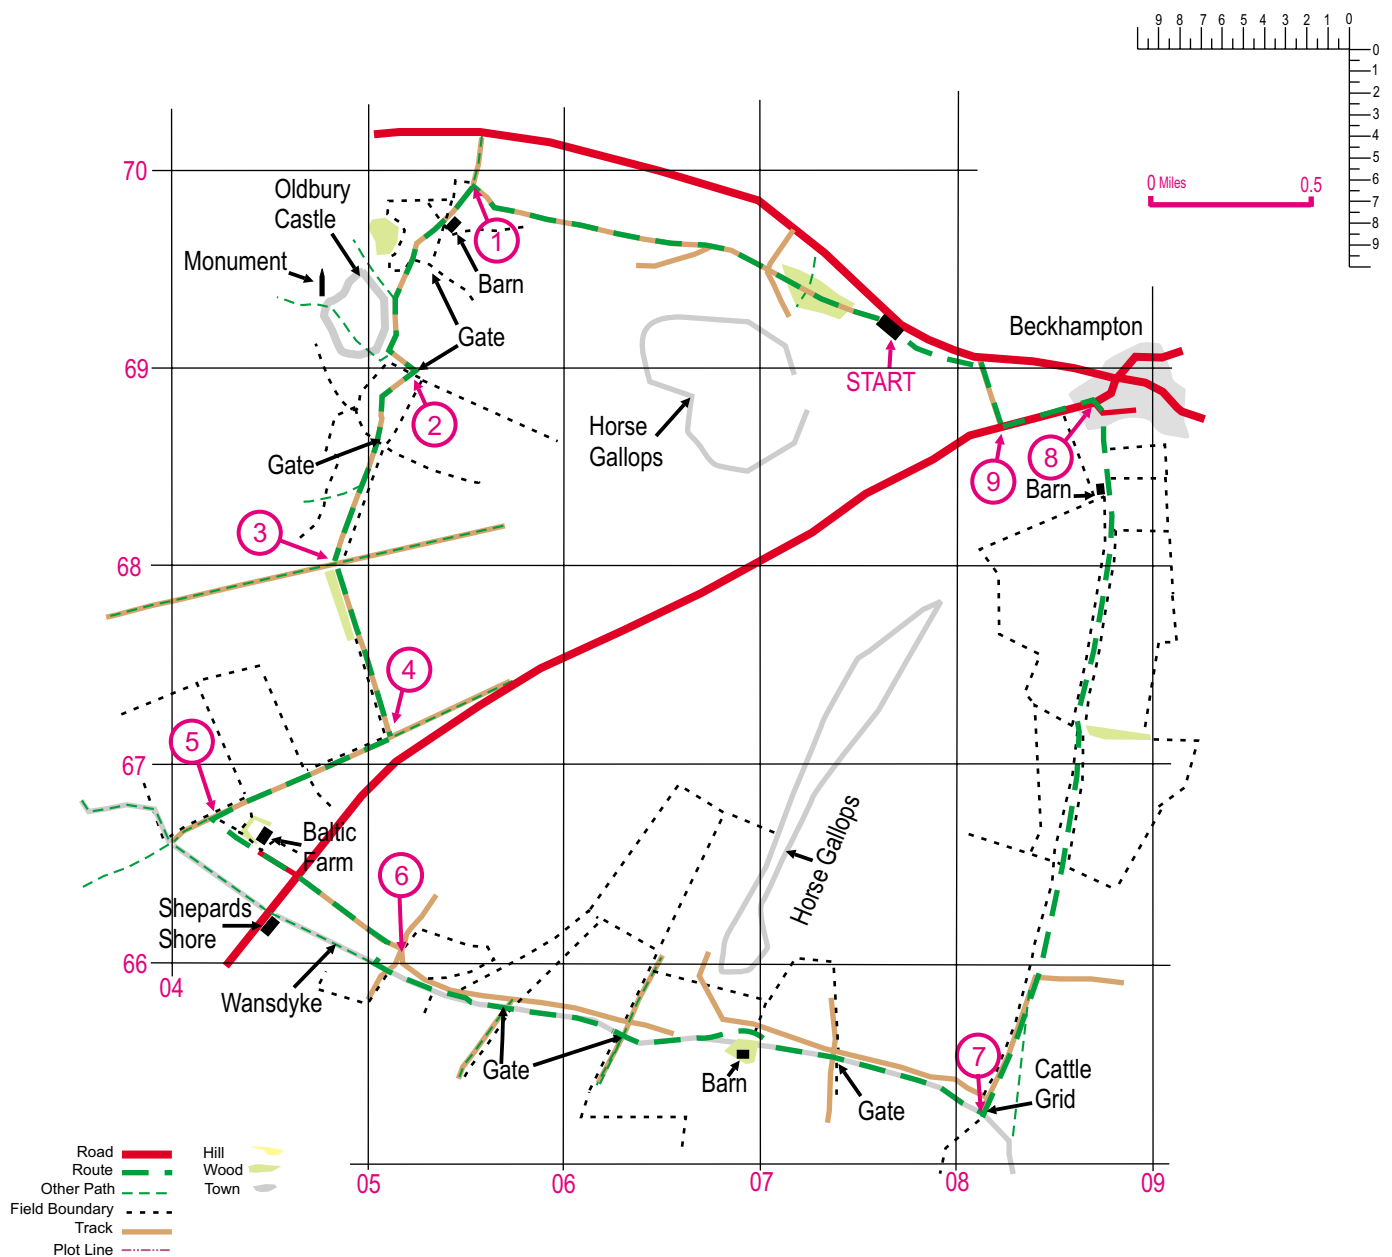 9 8 7 6 5 4 3 2 1 0
0
1
2
3
4
5
6
7
8
9
0 Miles 0.5
70
Oldbury
Castle
Monument
1
Barn
Gate
Beckhampton
69
START
2
Horse
Gallops
Gate
8
9
Barn
3
68
4
5
67
Baltic
Farm
Horse Gallops
6
Shepards
Shore
66
04
Wansdyke
Gate
Barn
Gate
7
Cattle
Grid
05
06
07
08
09
Road
Route
Other Path
Field Boundary
Track
Plot Line
Hill
Wood
Town